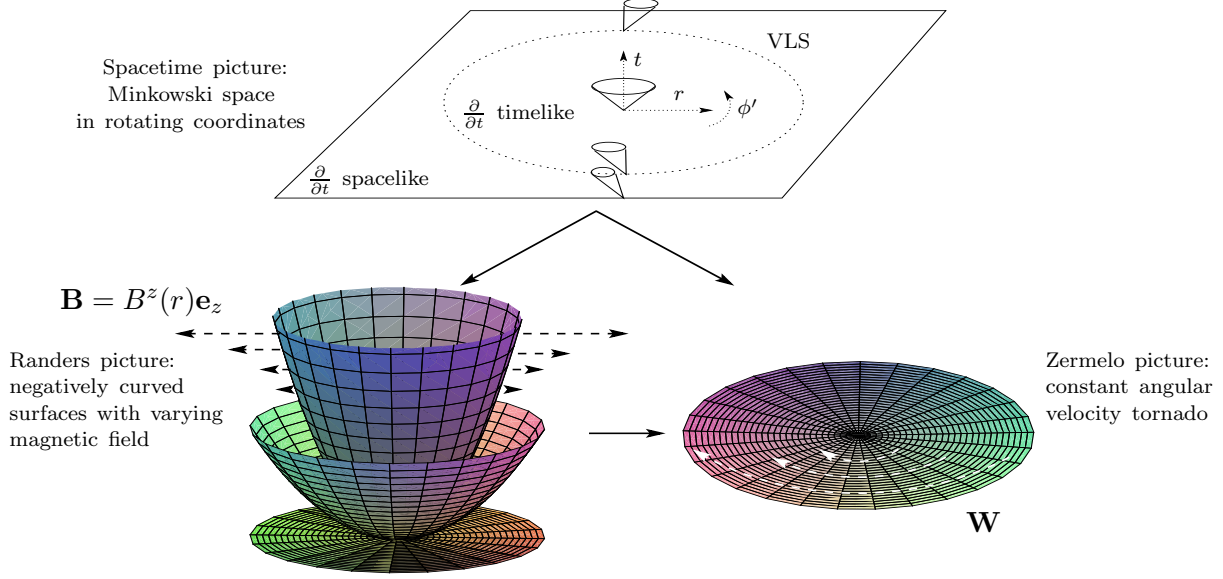 Spacetime picture:
Minkowski space
in rotating coordinates
VLS
t
r
ϕ′
∂/∂t timelike
∂/∂t spacelike
B = B^z(r)e_z
Randers picture:
negatively curved
surfaces with varying
magnetic field
Zermelo picture:
constant angular
velocity tornado
W